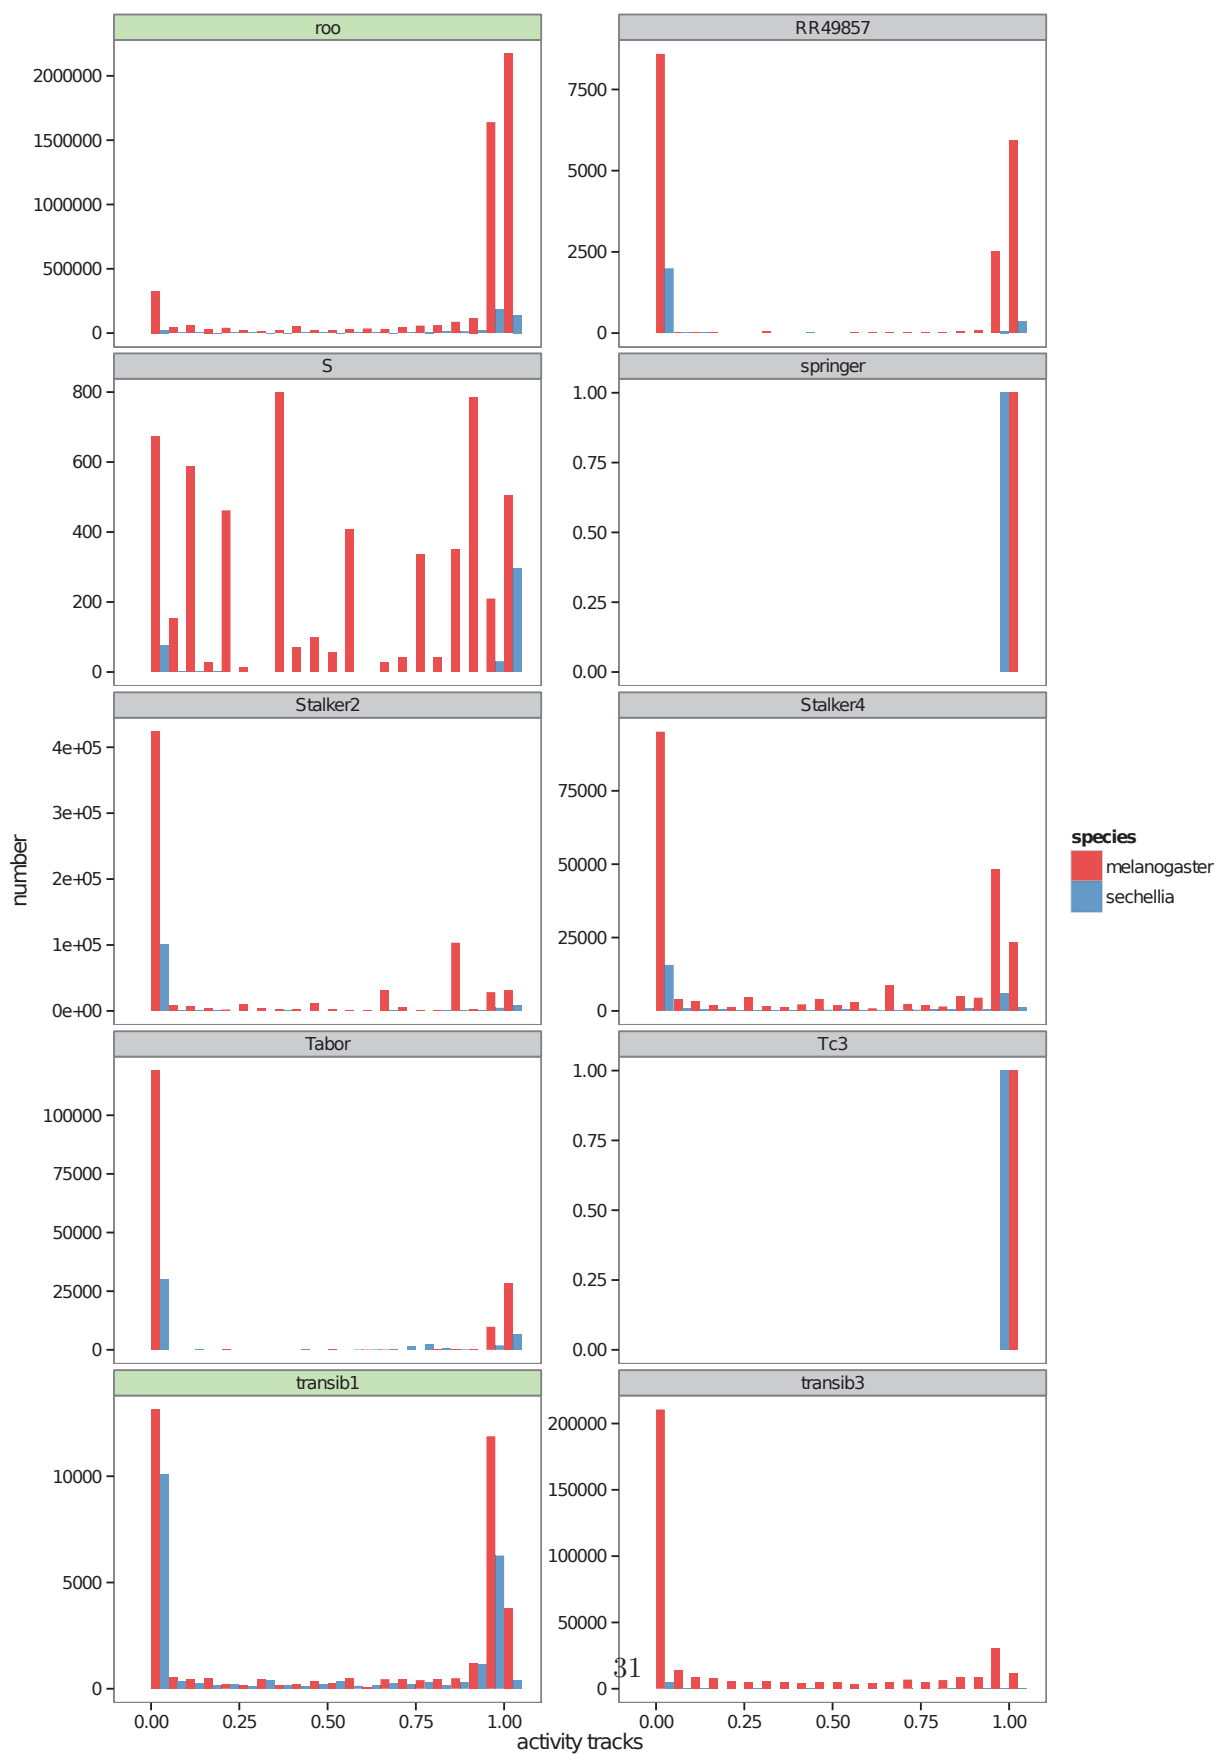 roo
RR49857
2000000
1500000
1000000
500000
0
7500
5000
2500
0
S
springer
800
600
400
200
0
1.00
0.75
0.50
0.25
0.00
Stalker2
Stalker4
4e+05
3e+05
2e+05
1e+05
0e+00
75000
50000
25000
0
Tabor
Tc3
100000
75000
50000
25000
0
1.00
0.75
0.50
0.25
0.00
transib1
transib3
10000
5000
0
200000
150000
100000
50000
0
31
0.00 0.25 0.50 0.75 1.00
0.00 0.25 0.50 0.75 1.00
activity tracks
number
species
melanogaster
sechellia